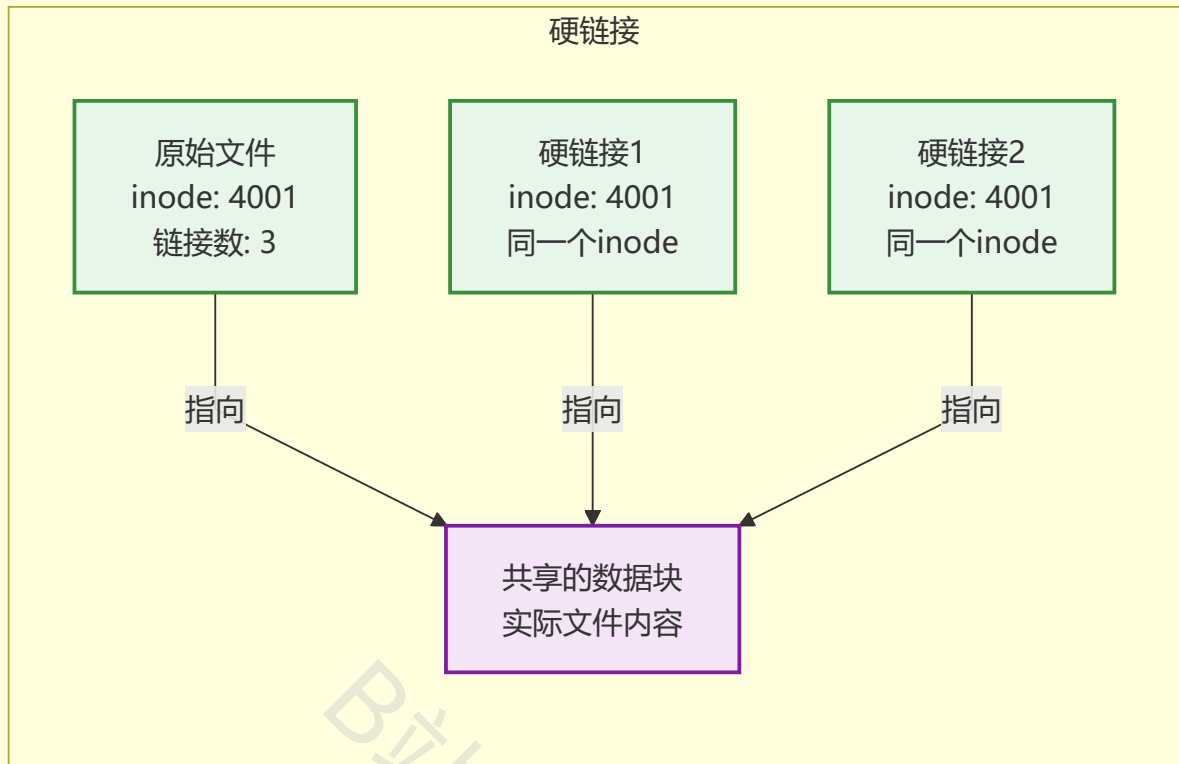 硬链接
原始文件
inode: 4001
链接数: 3
硬链接1
inode: 4001
同一个inode
硬链接2
inode: 4001
同一个inode
指向
指向
指向
共享的数据块
实际文件内容
B站